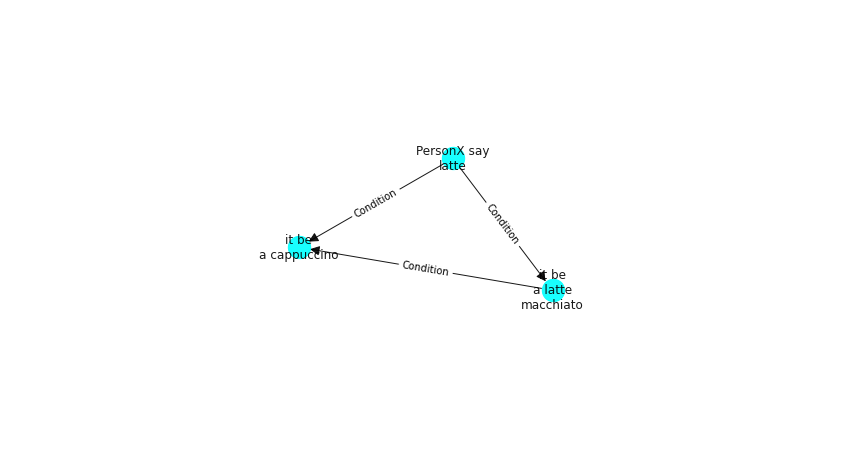 PersonX say
latte
Condition
Condition
it be
a cappuccino
Condition
it be
a latte
macchiato